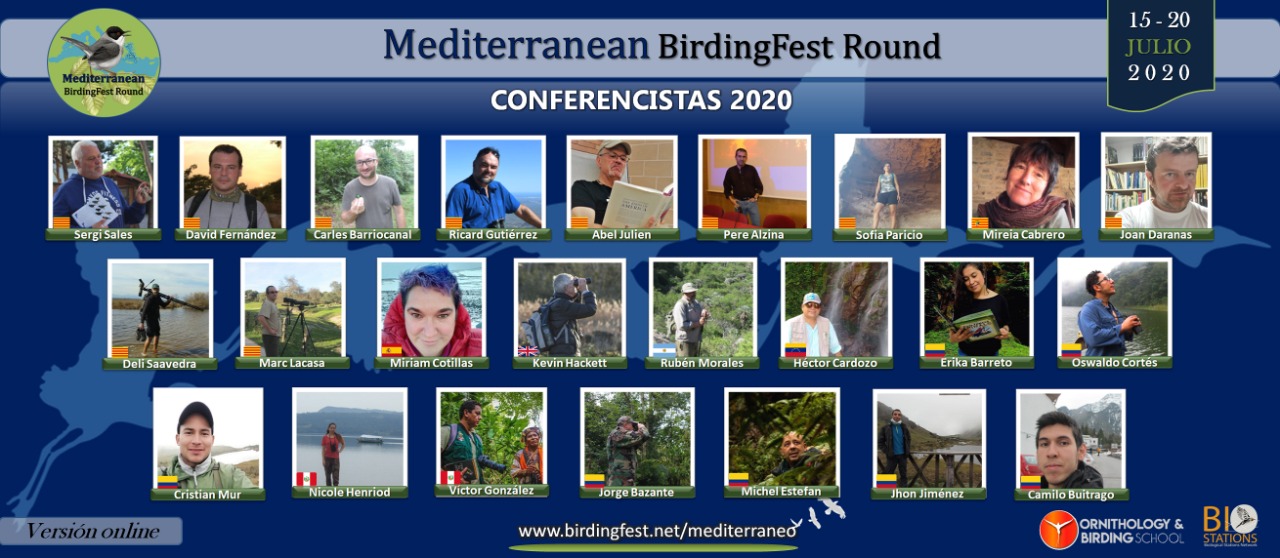 Mediterranean BirdingFest Round
15 - 20
JULIO
2020
Mediterranean
BirdingFest Round
CONFERENCISTAS 2020
Sergi Sales
David Fernández
Carles Barriocanal
Ricard Gutiérrez
Abel Julien
Pere Alzina
Sofía Paricio
Mireia Cabrero
Joan Daranas
Deli Saavedra
Marc Lacasa
Miriam Cotillas
Kevin Hackett
Rubén Morales
Héctor Cardozo
Erika Barreto
Oswaldo Cortés
Cristian Mur
Nicole Henriod
Víctor González
Jorge Bazante
Michel Estefan
Jhon Jiménez
Camilo Buitrago
Versión online
www.birdingfest.net/mediterraneo
ORNITHOLOGY &
BIRDING SCHOOL
BIO
STATIONS
Biological Stations Network